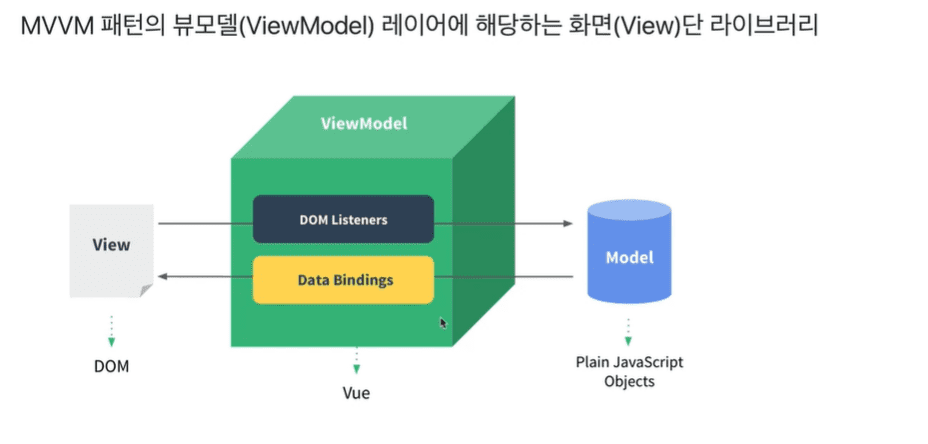 MVVM 패턴의 뷰모델(ViewModel) 레이어에 해당하는 화면(View)단 라이브러리
ViewModel
DOM Listeners
View
Model
Data Bindings
DOM
Vue
Plain JavaScript
Objects